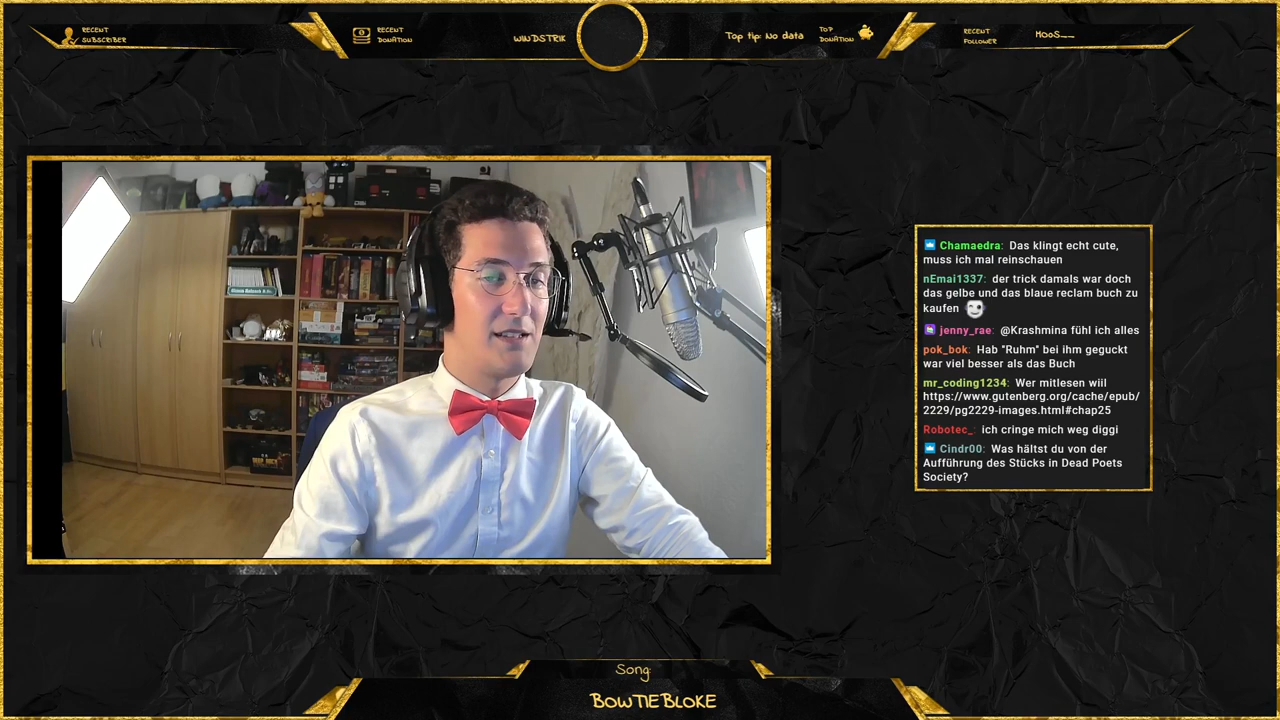 RECENT
SUBSCRIBER
RECENT
DONATION
WINDSTRIK
Top tip: No data
TOP
DONATION
RECENT
FOLLOWER
MOOS__
Chamaedra: Das klingt echt cute,
muss ich mal reinschauen
nEmai1337: der trick damals war doch
das gelbe und das blaue reclam buch zu
kaufen
jenny_rae: @Krashmina fühl ich alles
pok_bok: Hab "Ruhm" bei ihm geguckt
war viel besser als das Buch
mr_coding1234: Wer mitlesen wiil
https://www.gutenberg.org/cache/epub/
2229/pg2229-images.html#chap25
Robotec_: ich cringe mich weg diggi
Cindr00: Was hältst du von der
Aufführung des Stücks in Dead Poets
Society?
Song:
BOWTIEBLOKE